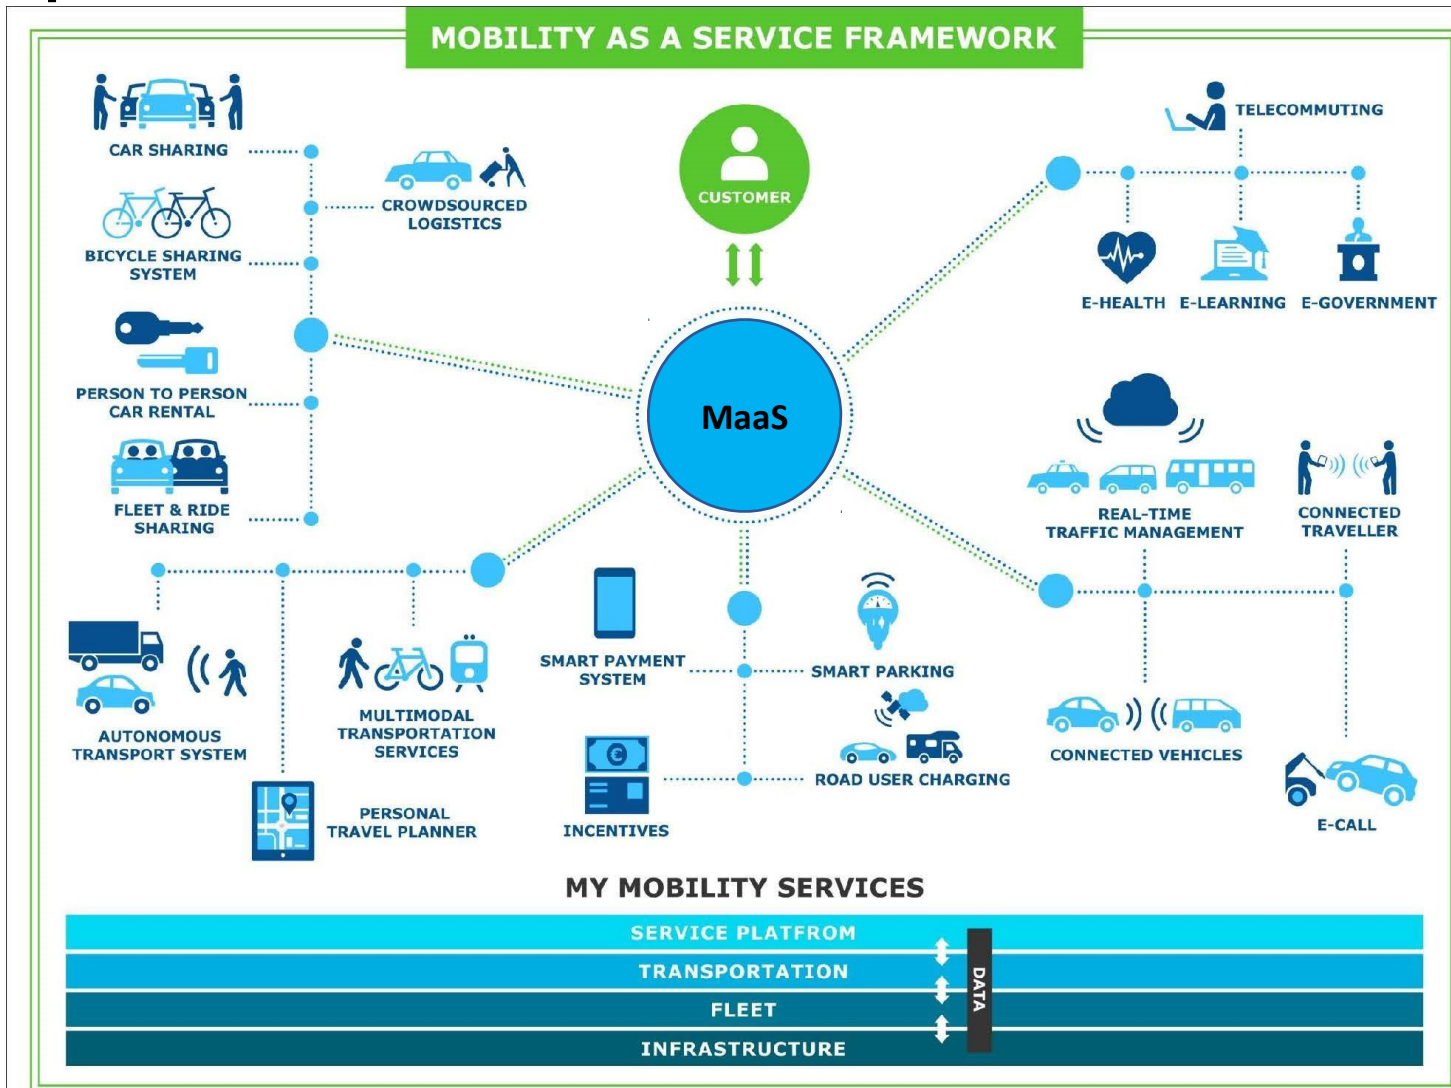 MOBILITY AS A SERVICE FRAMEWORK
CAR SHARING
CROWDSOURCED
LOGISTICS
BICYCLE SHARING
SYSTEM
PERSON TO PERSON
CAR RENTAL
FLEET & RIDE
SHARING
CUSTOMER
MaaS
TELECOMMUTING
E-HEALTH
E-LEARNING
E-GOVERNMENT
REAL-TIME
TRAFFIC MANAGEMENT
CONNECTED
TRAVELLER
CONNECTED VEHICLES
E-CALL
AUTONOMOUS
TRANSPORT SYSTEM
MULTIMODAL
TRANSPORTATION
SERVICES
PERSONAL
TRAVEL PLANNER
SMART PAYMENT
SYSTEM
SMART PARKING
€
INCENTIVES
ROAD USER CHARGING
MY MOBILITY SERVICES
SERVICE PLATFROM
TRANSPORTATION
FLEET
INFRASTRUCTURE
DATA